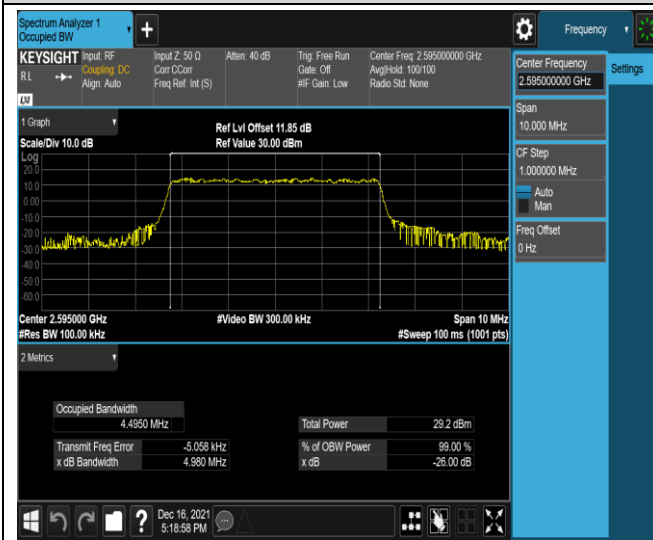 Spectrum Analyzer 1
Occupied BW
+
Frequency
KEYSIGHT
RL
LXI
Input: RF
Coupling: DC
Align: Auto
Input Z: 50 Ω
Corr CCorr
Freq Ref: Int (S)
Atten: 40 dB
Trig: Free Run
Gate: Off
#IF Gain: Low
Center Freq: 2.595000000 GHz
Avg|Hold: 100/100
Radio Std: None
Center Frequency
2.595000000 GHz
Settings
Span
10.000 MHz
CF Step
1.000000 MHz
Auto
Man
Freq Offset
0 Hz
1 Graph
Scale/Div 10.0 dB
Ref Lvl Offset 11.85 dB
Ref Value 30.00 dBm
Log
20.0
10.0
0.00
-10.0
-20.0
-30.0
-40.0
-50.0
-60.0
Center 2.595000 GHz
#Video BW 300.00 kHz
Span 10 MHz
#Res BW 100.00 kHz
#Sweep 100 ms (1001 pts)
2 Metrics
Occupied Bandwidth
4.4950 MHz
Total Power 29.2 dBm
Transmit Freq Error -5.058 kHz
% of OBW Power 99.00 %
x dB Bandwidth 4.980 MHz
x dB -26.00 dB
?
Dec 16, 2021
5:18:58 PM